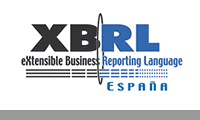 XBRL
eXtensible Business Reporting Language
ESPAÑA